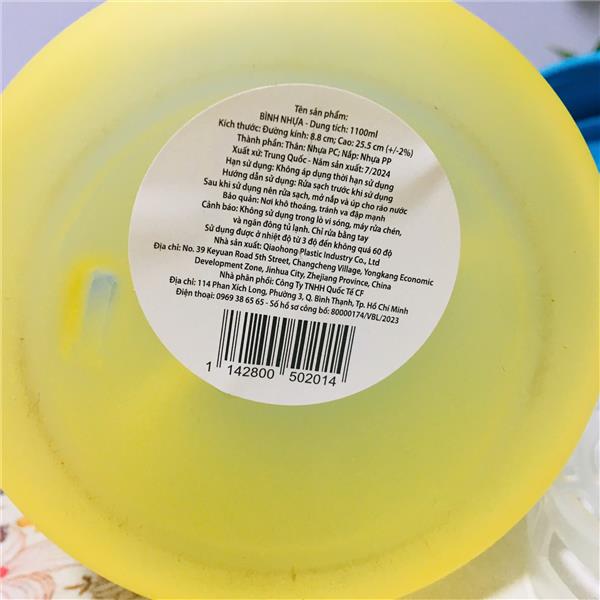 Tên sản phẩm:
BÌNH NHỰA - Dung tích: 1100ml
Kích thước: Đường kính: 8.8 cm; Cao: 25.5 cm (+/-2%)
Thành phần: Thân: Nhựa PC; Nắp: Nhựa PP
Xuất xứ: Trung Quốc - Năm sản xuất: 7/2024
Hạn sử dụng: Không áp dụng thời hạn sử dụng
Hướng dẫn sử dụng: Rửa sạch trước khi sử dụng
Sau khi sử dụng nên rửa sạch, mở nắp và úp cho ráo nước
Bảo quản: Nơi khô thoáng, tránh va đập mạnh
Cảnh báo: Không sử dụng trong lò vi sóng, máy rửa chén,
và ngăn đông tủ lạnh. Chỉ rửa bằng tay
Sử dụng được ở nhiệt độ từ 3 độ đến không quá 60 độ
Nhà sản xuất: Qiaohong Plastic Industry Co., Ltd
Địa chỉ: No. 39 Keyuan Road 5th Street, Changcheng Village, Yongkang Economic
Development Zone, Jinhua City, Zhejiang Province, China
Nhà phân phối: Công Ty TNHH Quốc Tế CF
Địa chỉ: 114 Phan Xích Long, Phường 3, Q. Bình Thạnh, Tp. Hồ Chí Minh
Điện thoại: 0969 38 65 65 - Số hồ sơ công bố: 80000174/VBL/2023
1 142800 502014